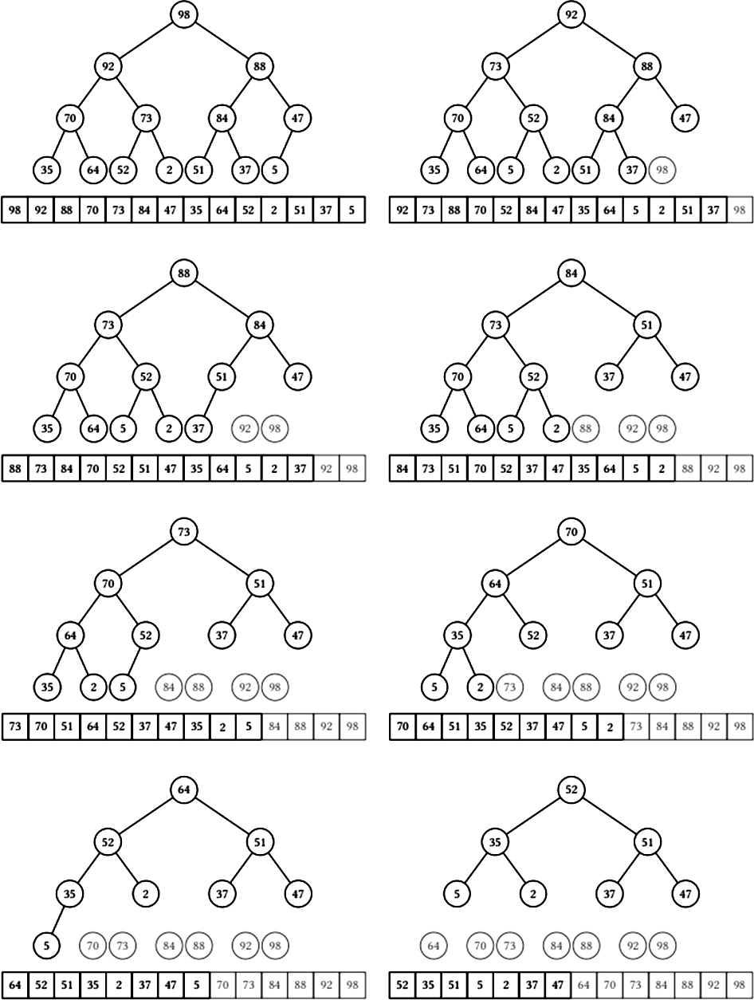 98
92 88
70 73 84 47
35 64 52 2 51 37 5
98 92 88 70 73 84 47 35 64 52 2 51 37 5
92
73 88
70 52 84 47
35 64 5 2 51 37 98
92 73 88 70 52 84 47 35 64 5 2 51 37 98
88
73 84
70 52 51 47
35 64 5 2 37 92 98
88 73 84 70 52 51 47 35 64 5 2 37 92 98
84
73 51
70 52 37 47
35 64 5 2 88 92 98
84 73 51 70 52 37 47 35 64 5 2 88 92 98
73
70 51
64 52 37 47
35 2 5 84 88 92 98
73 70 51 64 52 37 47 35 2 5 84 88 92 98
70
64 51
35 52 37 47
5 2 73 84 88 92 98
70 64 51 35 52 37 47 5 2 73 84 88 92 98
64
52 51
35 2 37 47
5 70 73 84 88 92 98
64 52 51 35 2 37 47 5 70 73 84 88 92 98
52
35 51
5 2 37 47
64 70 73 84 88 92 98
52 35 51 5 2 37 47 64 70 73 84 88 92 98